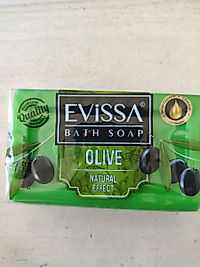 Quality
EVISSA®
BATH SOAP
OLIVE
NATURAL
EFFECT